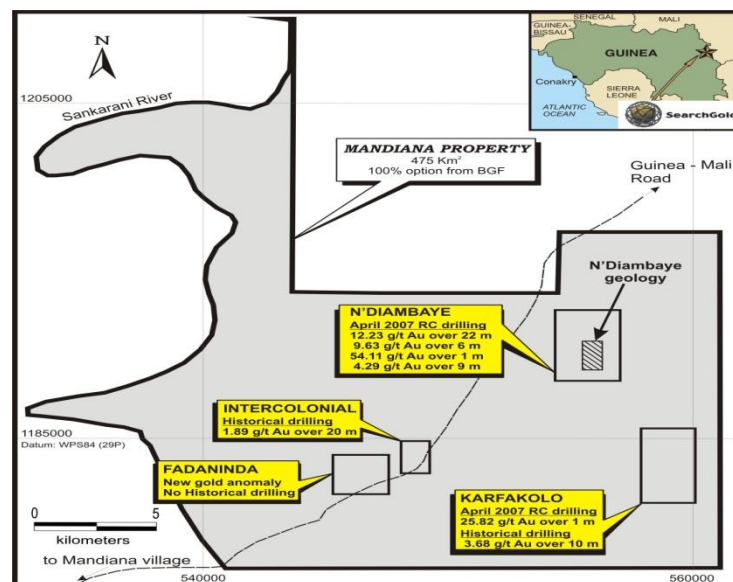 N
SENEGAL
MALI
GUINEA-
BISSAU
GUINEA
Conakry
SIERRA
LEONE
ATLANTIC
OCEAN
SearchGold
1205000
Sankarani River
MANDIANA PROPERTY
475 Km²
100% option from BGF
Guinea - Mali
Road
N'Diambaye
geology
N'DIAMBAYE
April 2007 RC drilling
12.23 g/t Au over 22 m
9.63 g/t Au over 6 m
54.11 g/t Au over 1 m
4.29 g/t Au over 9 m
INTERCOLONIAL
Historical drilling
1.89 g/t Au over 20 m
1185000
Datum: WPS84 (29P)
FADANINDA
New gold anomaly
No Historical drilling
KARFAKOLO
April 2007 RC drilling
25.82 g/t Au over 1 m
Historical drilling
3.68 g/t Au over 10 m
0 5
kilometers
to Mandiana village
540000
560000